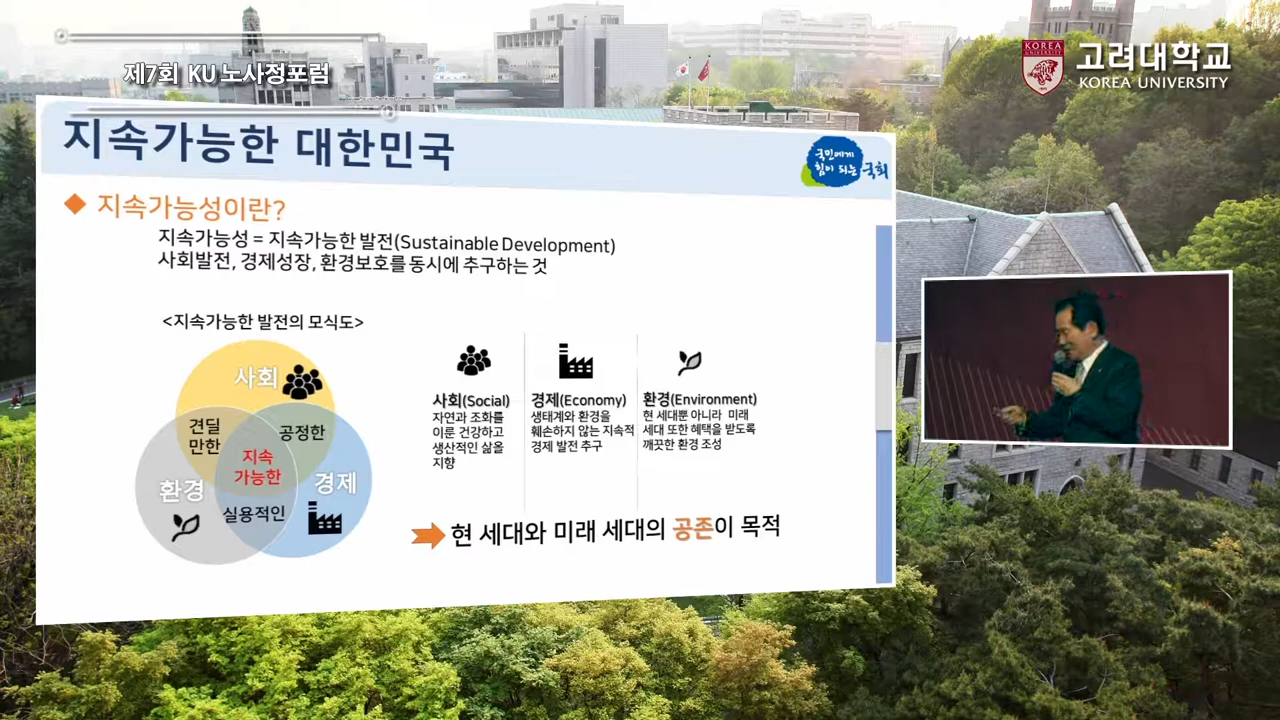 제7회 KU 노사정포럼
KOREA
UNIVERSITY
고려대학교
KOREA UNIVERSITY
지속가능한 대한민국
국민에게
힘이 되는 국회
지속가능성이란?
지속가능성 = 지속가능한 발전(Sustainable Development)
사회발전, 경제성장, 환경보호를 동시에 추구하는 것
<지속가능한 발전의 모식도>
사회
견딜
만한
공정한
지속
가능한
환경
경제
실용적인
사회(Social)
자연과 조화를
이룬 건강하고
생산적인 삶을
지향
경제(Economy)
생태계와 환경을
훼손하지 않는 지속적
경제 발전 추구
환경(Environment)
현 세대뿐 아니라 미래
세대 또한 혜택을 받도록
깨끗한 환경 조성
현 세대와 미래 세대의 공존이 목적